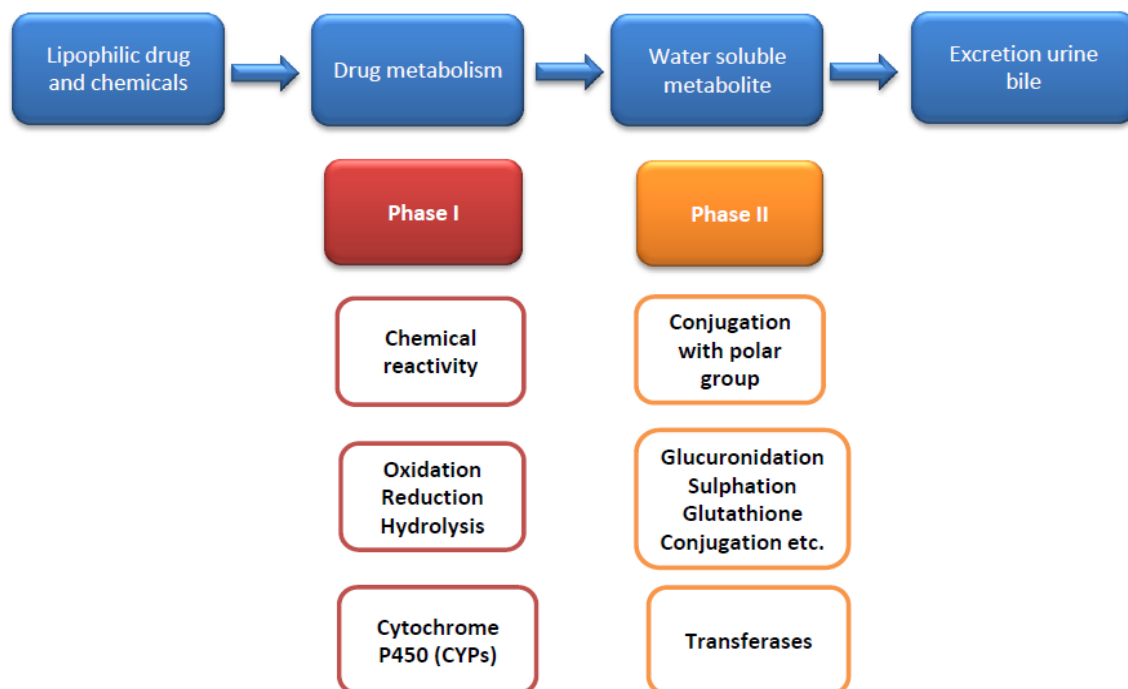 Lipophilic drug
and chemicals
Drug metabolism
Water soluble
metabolite
Excretion urine
bile
Phase I
Phase II
Chemical
reactivity
Conjugation
with polar
group
Oxidation
Reduction
Hydrolysis
Glucuronidation
Sulphation
Glutathione
Conjugation etc.
Cytochrome
P450 (CYPs)
Transferases